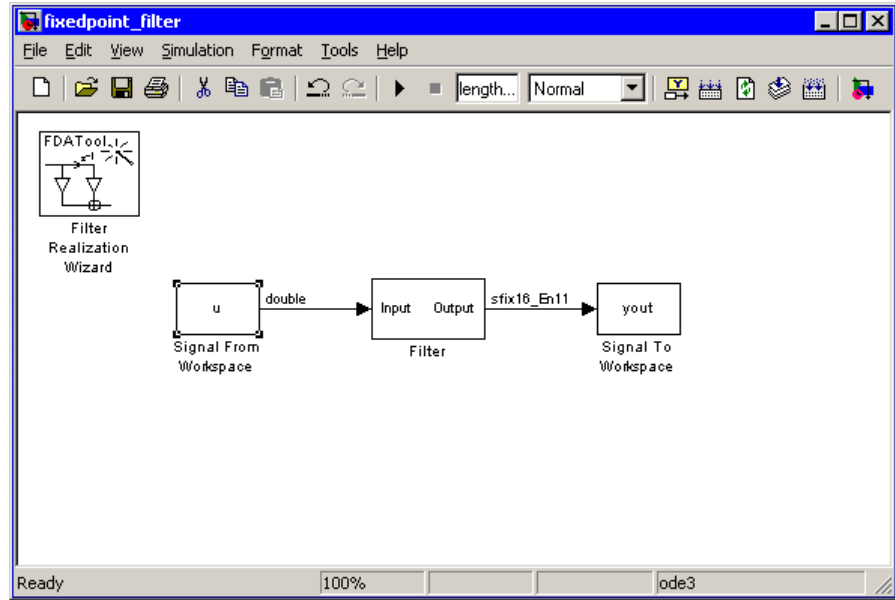 fixedpoint_filter
File Edit View Simulation Format Tools Help
length... Normal
FDATool
z-1
Filter
Realization
Wizard
u
double
Input Output
sfix16_En11
yout
Signal From
Workspace
Filter
Signal To
Workspace
Ready 100% ode3